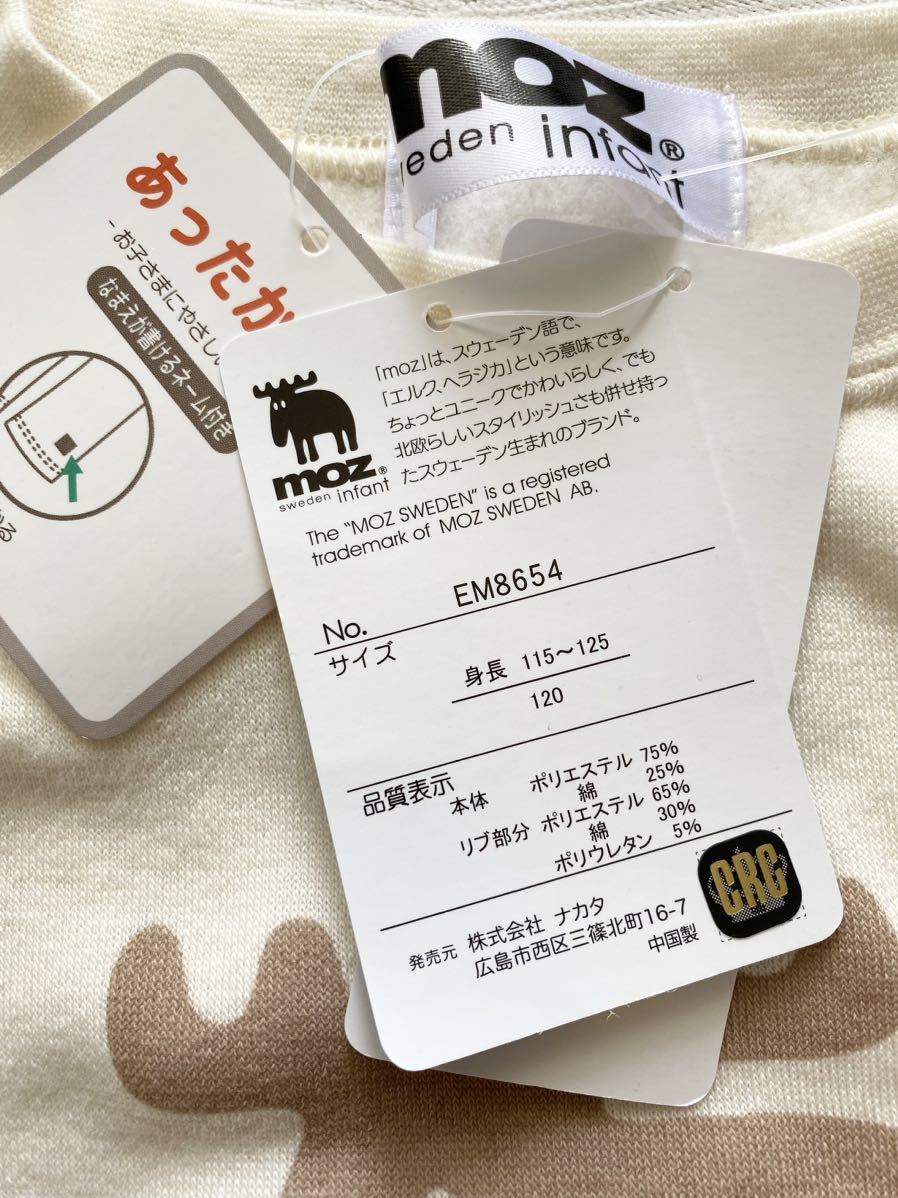 moz
sweden infant®
あったか
-お子さまにやさしい
なまえが書けるネーム付き
moz®
sweden infant
「moz」は、スウェーデン語で、
「エルク、ヘラジカ」という意味です。
ちょっとユニークでかわいらしく、でも
北欧らしいスタイリッシュさも併せ持っ
たスウェーデン生まれのブランド。
The “MOZ SWEDEN” is a registered
trademark of MOZ SWEDEN AB.
No. EM8654
サイズ
身長 115～125
120
品質表示
本体 ポリエステル 75%
綿 25%
リブ部分 ポリエステル 65%
綿 30%
ポリウレタン 5%
発売元 株式会社 ナカタ
広島市西区三篠北町16-7
中国製
CRC